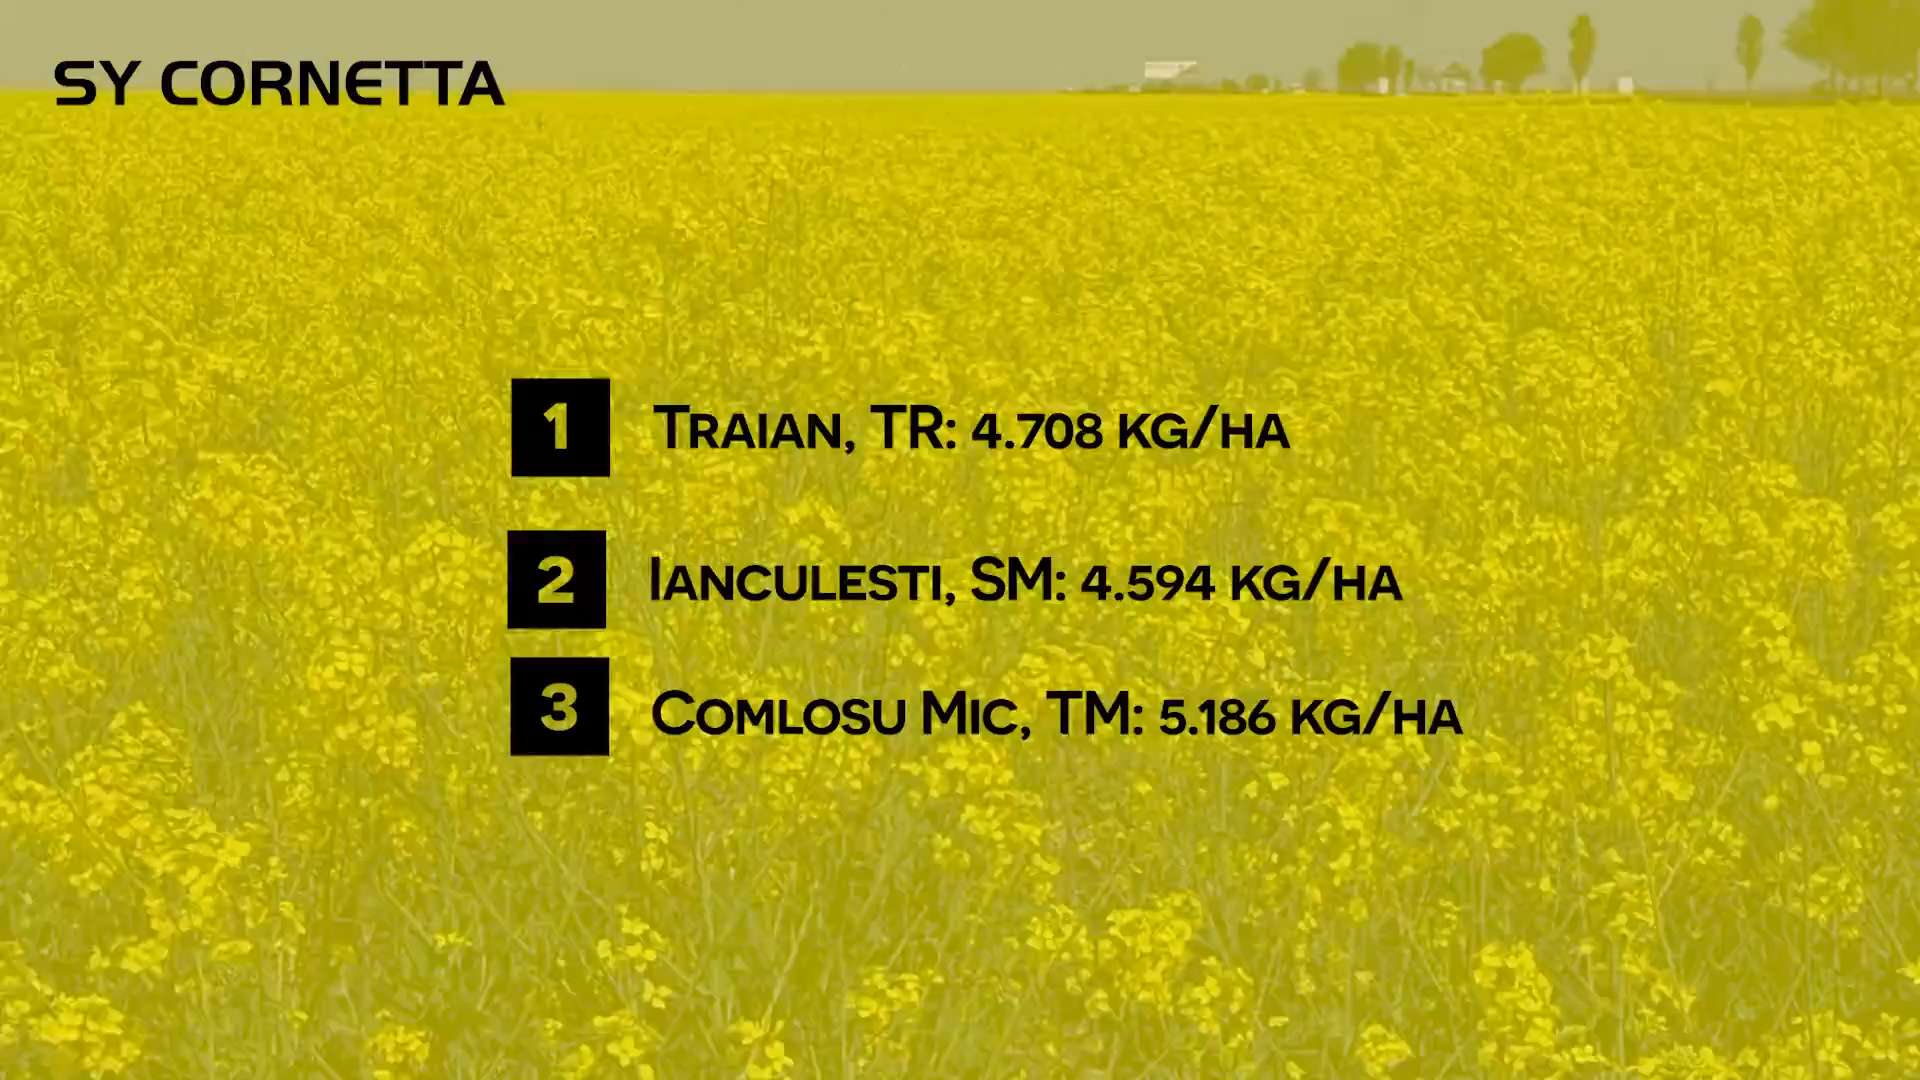 SY CORNETTA
1 Traian, TR: 4.708 kg/ha
2 Ianculesti, SM: 4.594 kg/ha
3 Comlosu Mic, TM: 5.186 kg/ha